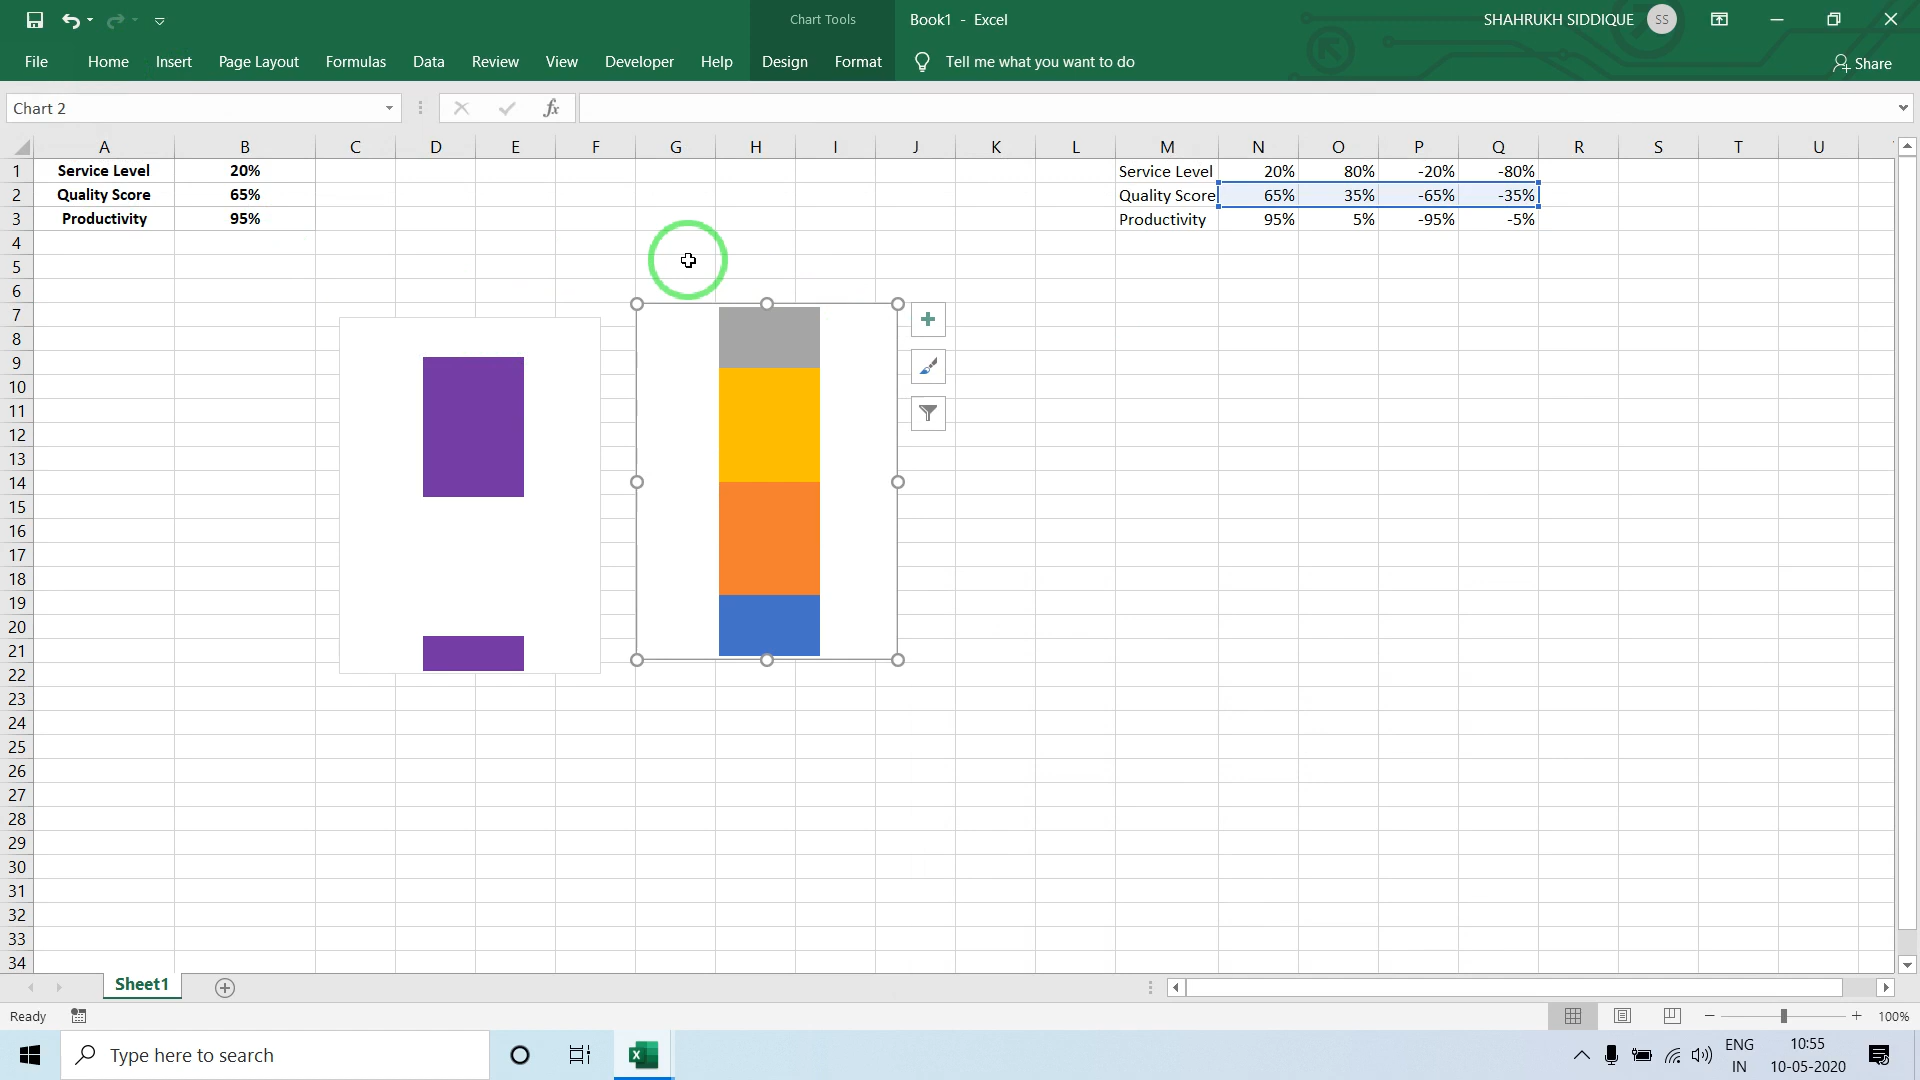 Chart Tools
Book1 - Excel
SHAHRUKH SIDDIQUE
SS
File Home Insert Page Layout Formulas Data Review View Developer Help Design Format Tell me what you want to do Share
Chart 2
fx
A B C D E F G H I J K L M N O P Q R S T U
1 Service Level 20% Service Level 20% 80% -20% -80%
2 Quality Score 65% Quality Score 65% 35% -65% -35%
3 Productivity 95% Productivity 95% 5% -95% -5%
4
5
6
7
8
9
10
11
12
13
14
15
16
17
18
19
20
21
22
23
24
25
26
27
28
29
30
31
32
33
34
Sheet1
Ready
100%
Type here to search
ENG
IN
10:55
10-05-2020